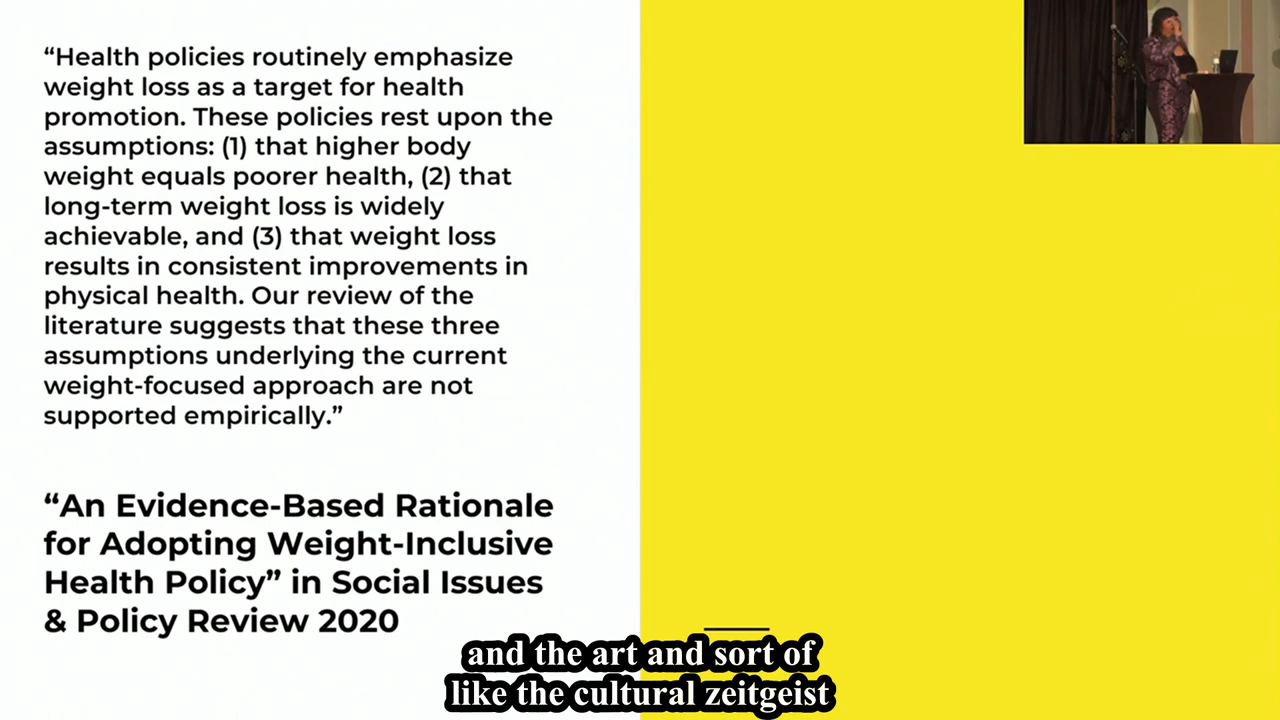 “Health policies routinely emphasize
weight loss as a target for health
promotion. These policies rest upon the
assumptions: (1) that higher body
weight equals poorer health, (2) that
long-term weight loss is widely
achievable, and (3) that weight loss
results in consistent improvements in
physical health. Our review of the
literature suggests that these three
assumptions underlying the current
weight-focused approach are not
supported empirically.”
“An Evidence-Based Rationale
for Adopting Weight-Inclusive
Health Policy” in Social Issues
& Policy Review 2020
and the art and sort of
like the cultural zeitgeist